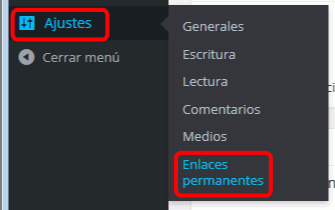 Ajustes
Cerrar menú
Generales
Escritura
Lectura
Comentarios
Medios
Enlaces
permanentes